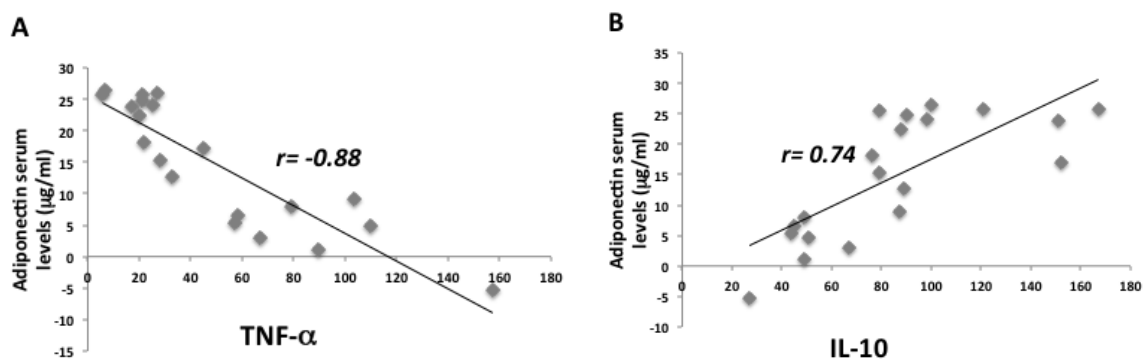 A
Adiponectin serum
levels (µg/ml)
30
25
20
15
10
5
0
-5
-10
-15
0 20 40 60 80 100 120 140 160 180
r= -0.88
TNF-α
B
Adiponectin serum
levels (µg/ml)
35
30
25
20
15
10
5
0
-5
-10
0 20 40 60 80 100 120 140 160 180
r= 0.74
IL-10